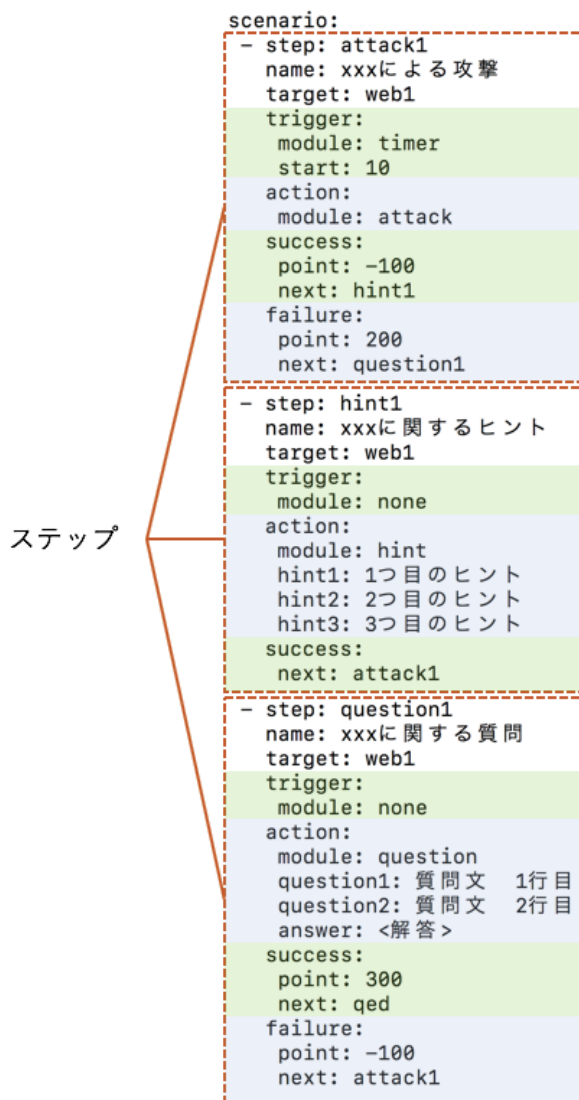 scenario:
- step: attack1
name: xxxによる攻撃
target: web1
trigger:
module: timer
start: 10
action:
module: attack
success:
point: -100
next: hint1
failure:
point: 200
next: question1
- step: hint1
name: xxxに関するヒント
target: web1
trigger:
module: none
action:
module: hint
hint1: 1つ目のヒント
hint2: 2つ目のヒント
hint3: 3つ目のヒント
success:
next: attack1
- step: question1
name: xxxに関する質問
target: web1
trigger:
module: none
action:
module: question
question1: 質問文 1行目
question2: 質問文 2行目
answer: <解答>
success:
point: 300
next: qed
failure:
point: -100
next: attack1
ステップ